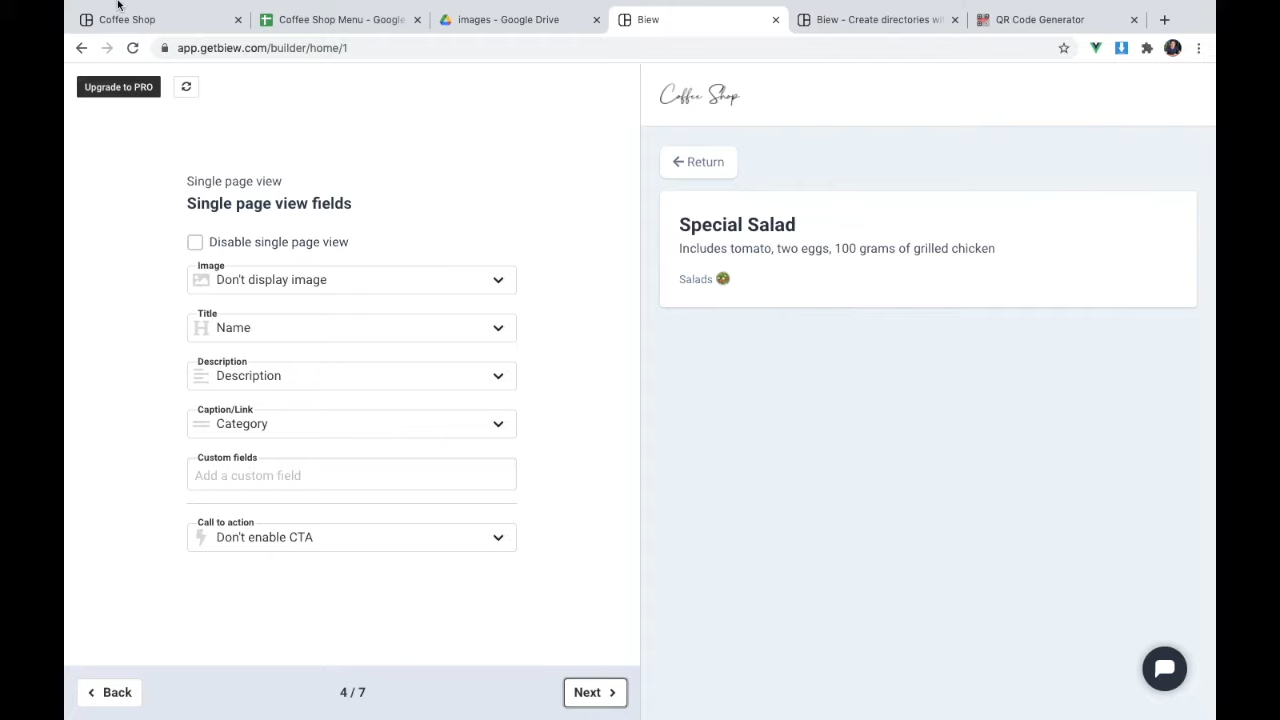 Coffee Shop
Coffee Shop Menu - Google
images - Google Drive
Biew
Biew - Create directories wit
QR Code Generator
app.getbiew.com/builder/home/1
Upgrade to PRO
Coffee Shop
Return
Single page view
Single page view fields
Disable single page view
Image
Don't display image
Title
Name
Description
Description
Caption/Link
Category
Custom fields
Add a custom field
Call to action
Don't enable CTA
Special Salad
Includes tomato, two eggs, 100 grams of grilled chicken
Salads 🥗
Back
4 / 7
Next